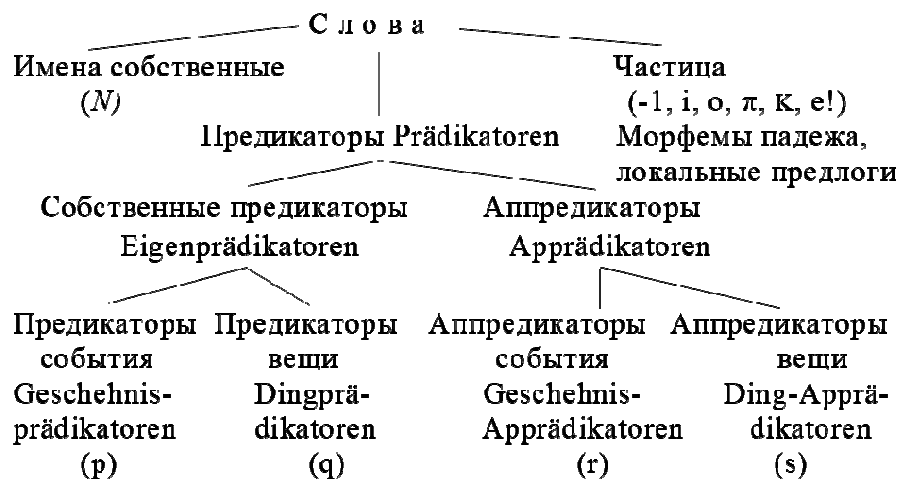 Слова
Имена собственные
(N)
Частица
(-1, i, o, π, K, e!)
Предикаторы Prädikatoren
Морфемы падежа,
локальные предлоги
Собственные предикаторы
Eigenprädikatoren
Аппредикаторы
Apprädikatoren
Предикаторы
события
Geschehnis-
prädikatoren
(p)
Предикаторы
вещи
Dingprä-
dikatoren
(q)
Аппредикаторы
события
Geschehnis-
Apprädikatoren
(r)
Аппредикаторы
вещи
Ding-Apprä-
dikatoren
(s)